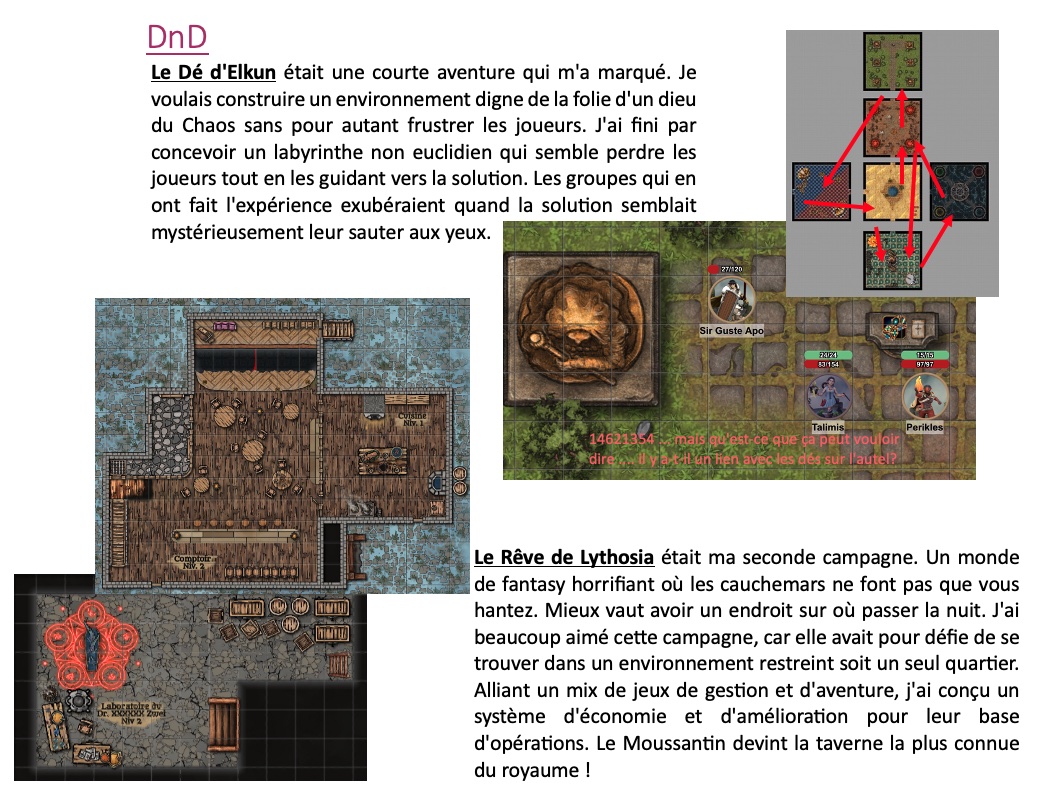 DnD
Le Dé d'Elkun était une courte aventure qui m'a marqué. Je
voulais construire un environnement digne de la folie d'un dieu
du Chaos sans pour autant frustrer les joueurs. J'ai fini par
concevoir un labyrinthe non euclidien qui semble perdre les
joueurs tout en les guidant vers la solution. Les groupes qui en
ont fait l'expérience exubéraient quand la solution semblait
mystérieusement leur sauter aux yeux.
27/120
Sir Guste Apo
24/24
83/154
Talimis
15/15
97/97
Perikles
14621354 ... mais qu'est-ce que ça peut vouloir
dire .... il y a-t-il un lien avec les dés sur l'autel?
Cuisine
Niv. 1
Comptoir
Niv. 2
Laboratoire du
Dr. XXXXXX Zwei
Niv 2
Le Rêve de Lythosia était ma seconde campagne. Un monde
de fantasy horrifiant où les cauchemars ne font pas que vous
hantez. Mieux vaut avoir un endroit sur où passer la nuit. J'ai
beaucoup aimé cette campagne, car elle avait pour défie de se
trouver dans un environnement restreint soit un seul quartier.
Alliant un mix de jeux de gestion et d'aventure, j'ai conçu un
système d'économie et d'amélioration pour leur base
d'opérations. Le Moussantin devint la taverne la plus connue
du royaume !